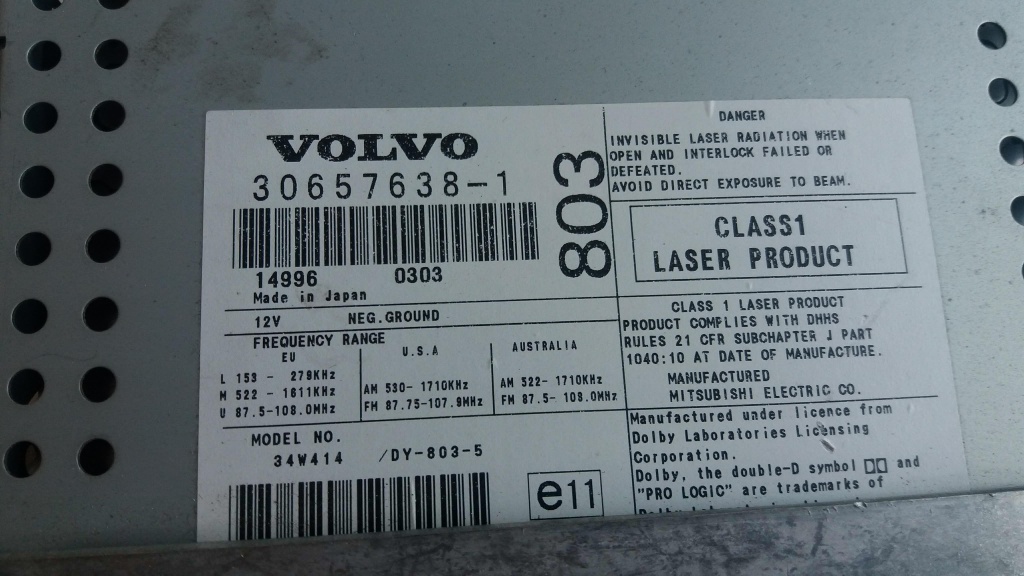 VOLVO
30657638-1
14996 0303
Made in Japan
803
12V NEG.GROUND
FREQUENCY RANGE
EU
L 153 - 279KHz
M 522 - 1611KHz
U 87.5-108.0MHz
U.S.A
AM 530- 1710KHz
FM 87.75-107.9MHz
AUSTRALIA
AM 522- 1710KHz
FM 87.5- 108.0MHz
MODEL NO.
34W414 /DY-803-5
e11
DANGER
INVISIBLE LASER RADIATION WHEN
OPEN AND INTERLOCK FAILED OR
DEFEATED.
AVOID DIRECT EXPOSURE TO BEAM.
CLASS1
LASER PRODUCT
CLASS 1 LASER PRODUCT
PRODUCT COMPLIES WITH DHHS
RULES 21 CFR SUBCHAPTER J PART
1040:10 AT DATE OF MANUFACTURE.
MANUFACTURED
MITSUBISHI ELECTRIC CO.
Manufactured under licence from
Dolby Laboratories Licensing
Corporation.
Dolby, the double-D symbol and
"PRO LOGIC" are trademarks of